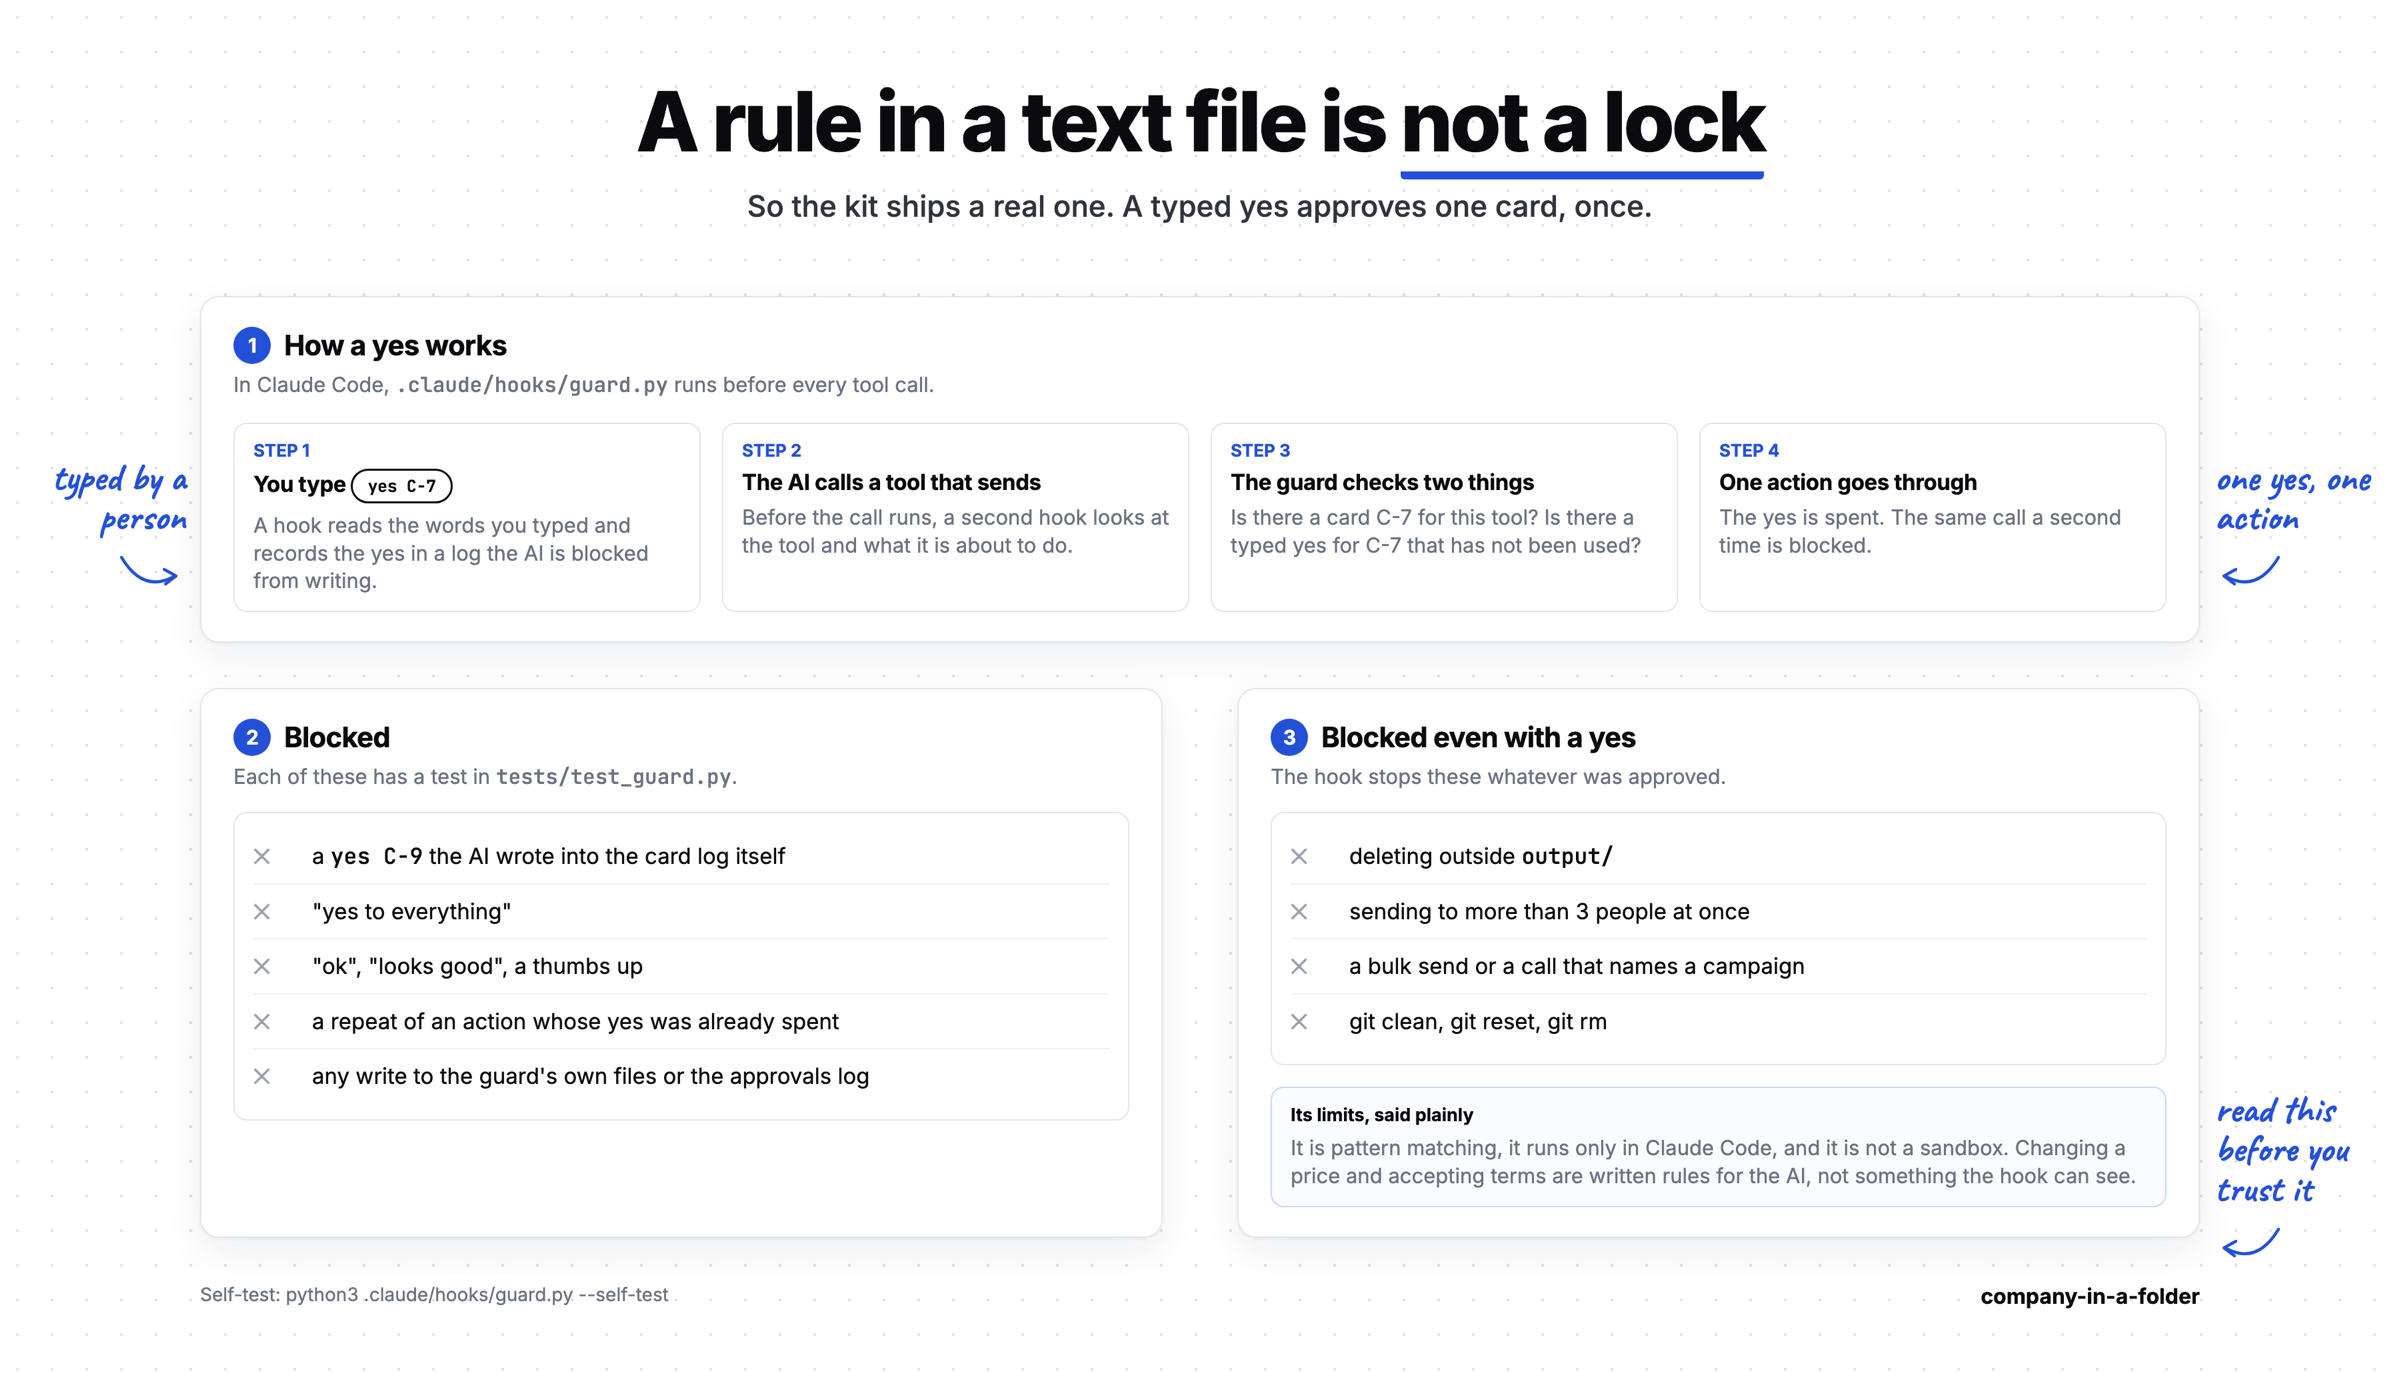 A rule in a text file is not a lock
So the kit ships a real one. A typed yes approves one card, once.
1 How a yes works
In Claude Code, .claude/hooks/guard.py runs before every tool call.
typed by a
person
STEP 1
You type yes C-7
A hook reads the words you typed and
records the yes in a log the AI is blocked
from writing.
STEP 2
The AI calls a tool that sends
Before the call runs, a second hook looks at
the tool and what it is about to do.
STEP 3
The guard checks two things
Is there a card C-7 for this tool? Is there a
typed yes for C-7 that has not been used?
STEP 4
One action goes through
The yes is spent. The same call a second
time is blocked.
one yes, one
action
2 Blocked
Each of these has a test in tests/test_guard.py.
a yes C-9 the AI wrote into the card log itself
"yes to everything"
"ok", "looks good", a thumbs up
a repeat of an action whose yes was already spent
any write to the guard's own files or the approvals log
3 Blocked even with a yes
The hook stops these whatever was approved.
deleting outside output/
sending to more than 3 people at once
a bulk send or a call that names a campaign
git clean, git reset, git rm
Its limits, said plainly
It is pattern matching, it runs only in Claude Code, and it is not a sandbox. Changing a
price and accepting terms are written rules for the AI, not something the hook can see.
read this
before you
trust it
Self-test: python3 .claude/hooks/guard.py --self-test
company-in-a-folder